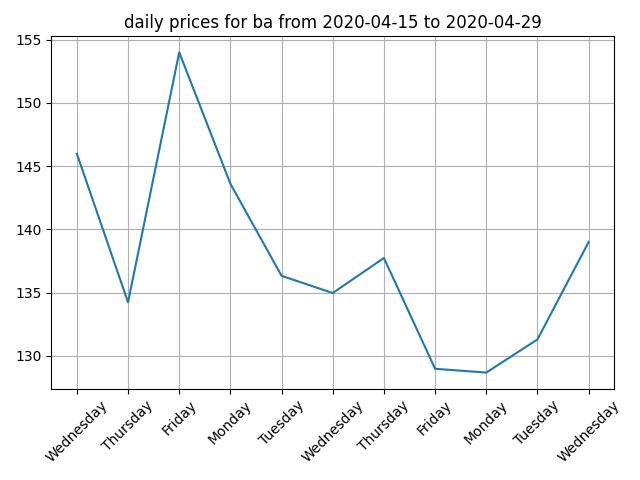 daily prices for ba from 2020-04-15 to 2020-04-29
155
150
145
140
135
130
Wednesday
Thursday
Friday
Monday
Tuesday
Wednesday
Thursday
Friday
Monday
Tuesday
Wednesday